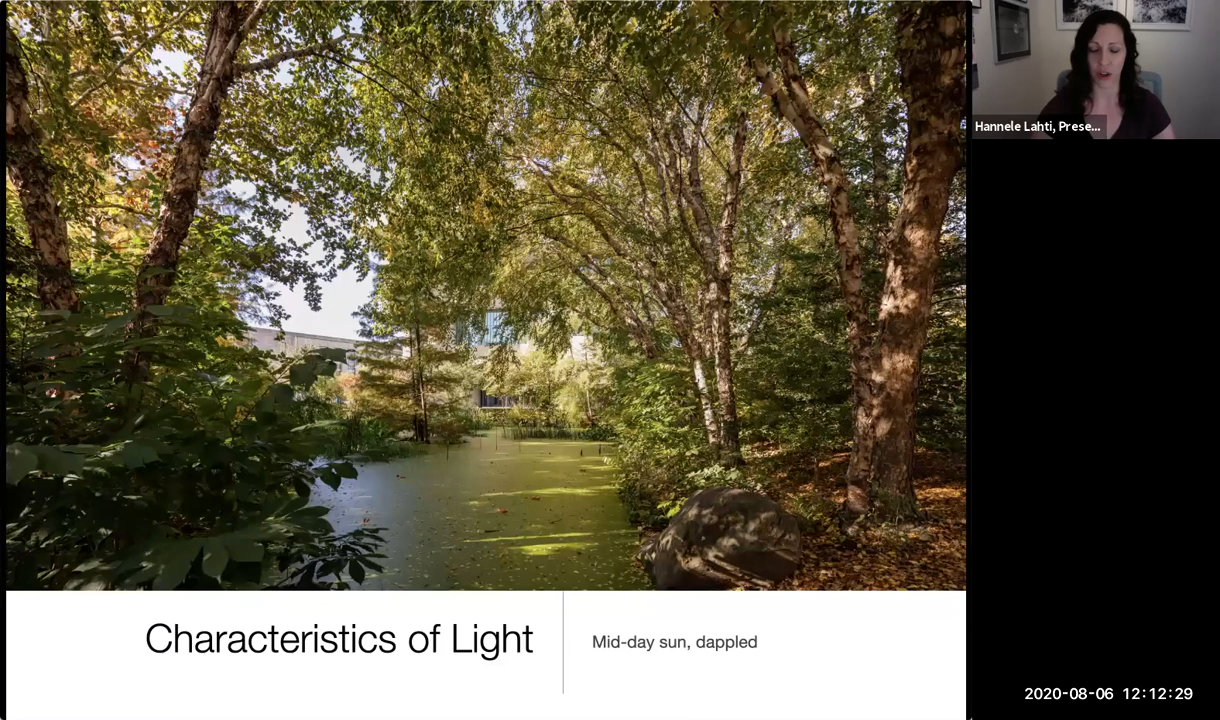 Hannele Lahti, Prese...
Characteristics of Light
Mid-day sun, dappled
2020-08-06 12:12:29